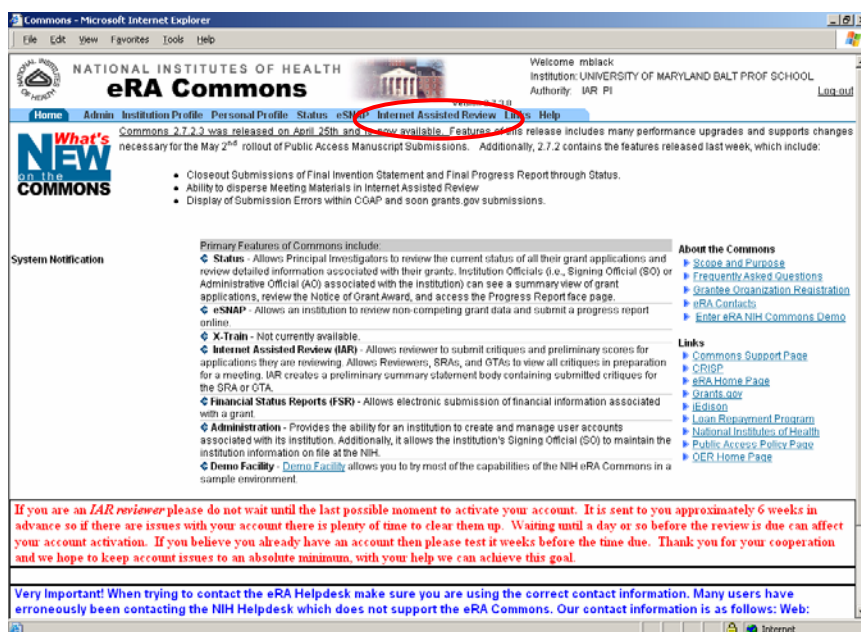 Commons - Microsoft Internet Explorer
File Edit View Favorites Tools Help
NATIONAL INSTITUTES OF HEALTH
eRA Commons
Welcome mblack
Institution: UNIVERSITY OF MARYLAND BALT PROF SCHOOL
Authority: IAR PI
Log-out
Home Admin Institution Profile Personal Profile Status eSNAP Internet Assisted Review Links Help
What's
NEW
on the
COMMONS
Commons 2.7.2.3 was released on April 25th and is now available. Features of this release includes many performance upgrades and supports changes
necessary for the May 2nd rollout of Public Access Manuscript Submissions. Additionally, 2.7.2 contains the features released last week, which include:
• Closeout Submissions of Final Invention Statement and Final Progress Report through Status.
• Ability to disperse Meeting Materials in Internet Assisted Review
• Display of Submission Errors within CGAP and soon grants.gov submissions.
System Notification
Primary Features of Commons include:
Status - Allows Principal Investigators to review the current status of all their grant applications and
review detailed information associated with their grants. Institution Officials (i.e., Signing Official (SO) or
Administrative Official (AO) associated with the institution) can see a summary view of grant
applications, review the Notice of Grant Award, and access the Progress Report face page.
eSNAP - Allows an institution to review non-competing grant data and submit a progress report
online.
X-Train - Not currently available.
Internet Assisted Review (IAR) - Allows reviewer to submit critiques and preliminary scores for
applications they are reviewing. Allows Reviewers, SRAs, and GTAs to view all critiques in preparation
for a meeting. IAR creates a preliminary summary statement body containing submitted critiques for
the SRA or GTA.
Financial Status Reports (FSR) - Allows electronic submission of financial information associated
with a grant.
Administration - Provides the ability for an institution to create and manage user accounts
associated with its institution. Additionally, it allows the institution's Signing Official (SO) to maintain the
institution information on file at the NIH.
Demo Facility - Demo Facility allows you to try most of the capabilities of the NIH eRA Commons in a
sample environment.
About the Commons
Scope and Purpose
Frequently Asked Questions
Grantee Organization Registration
eRA Contacts
Enter eRA NIH Commons Demo
Links
Commons Support Page
CRISP
eRA Home Page
Grants.gov
iEdison
Loan Repayment Program
National Institutes of Health
Public Access Policy Page
OER Home Page
If you are an IAR reviewer please do not wait until the last possible moment to activate your account. It is sent to you approximately 6 weeks in
advance so if there are issues with your account there is plenty of time to clear them up. Waiting until a day or so before the review is due can affect
your account activation. If you believe you already have an account then please test it weeks before the time due. Thank you for your cooperation
and we hope to keep account issues to an absolute minimum, with your help we can achieve this goal.
Very Important! When trying to contact the eRA Helpdesk make sure you are using the correct contact information. Many users have
erroneously been contacting the NIH Helpdesk which does not support the eRA Commons. Our contact information is as follows: Web:
Internet